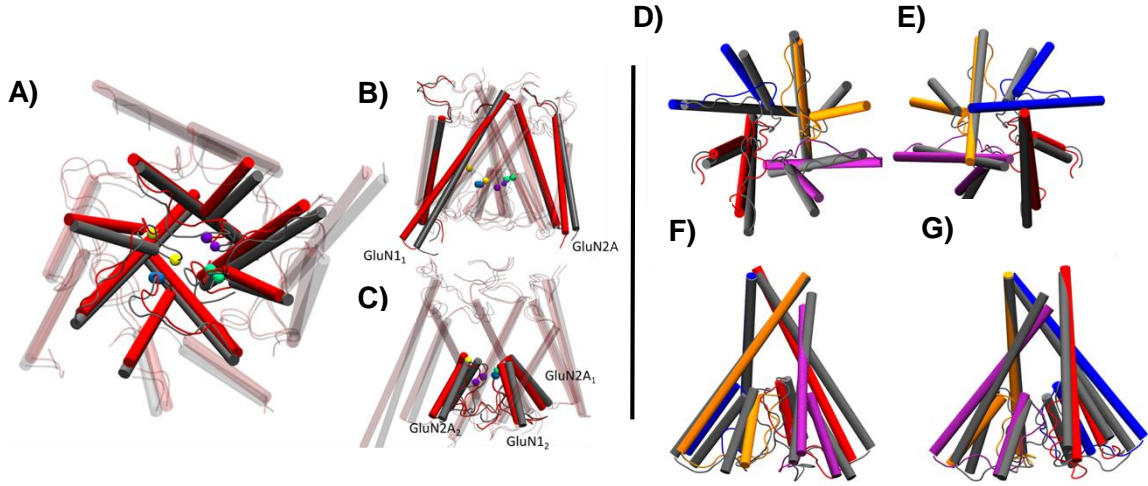 A)
B)
GluN1₁
GluN2A
C)
GluN2A₁
GluN2A₂
GluN1₂
D)
E)
F)
G)